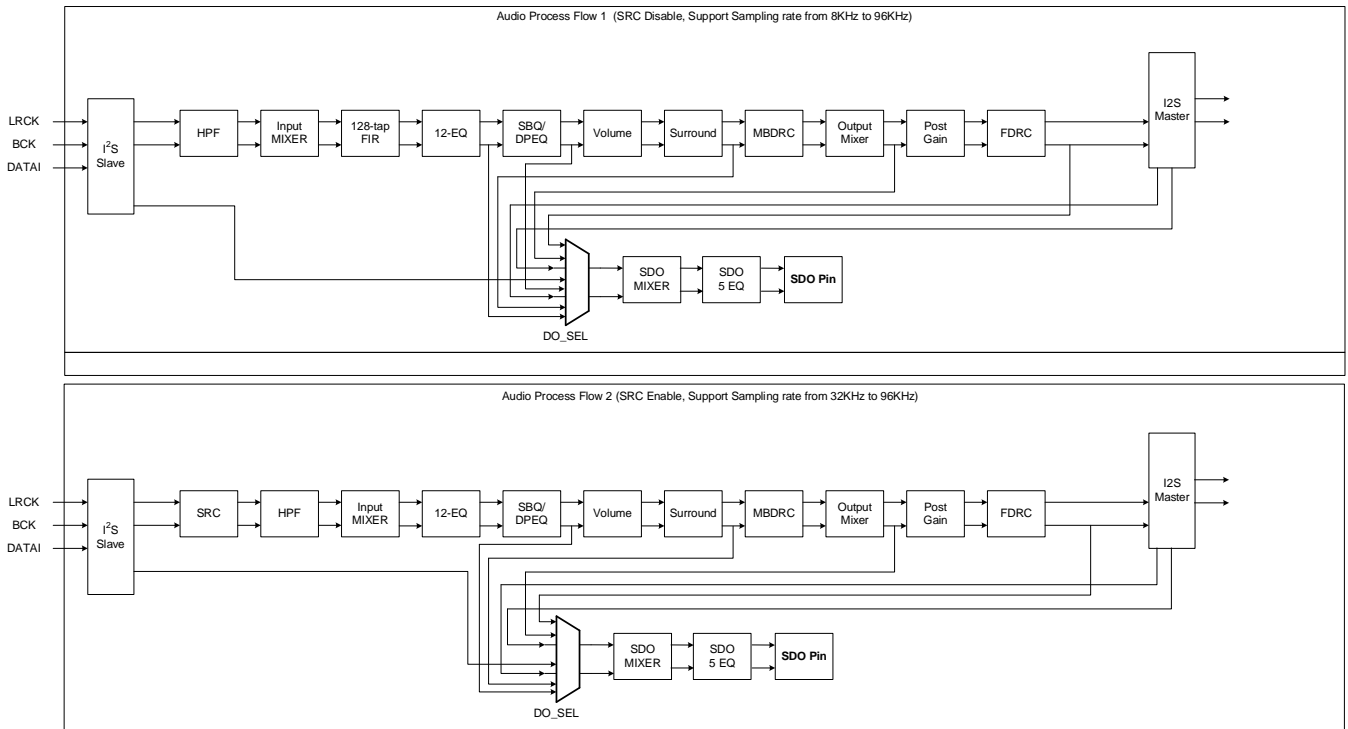 Audio Process Flow 1 (SRC Disable, Support Sampling rate from 8KHz to 96KHz)
LRCK
BCK
DATAI
I²S
Slave
HPF
Input
MIXER
128-tap
FIR
12-EQ
SBQ/
DPEQ
Volume
Surround
MBDRC
Output
Mixer
Post
Gain
FDRC
I2S
Master
SDO
MIXER
SDO
5 EQ
SDO Pin
DO_SEL
Audio Process Flow 2 (SRC Enable, Support Sampling rate from 32KHz to 96KHz)
LRCK
BCK
DATAI
I²S
Slave
SRC
HPF
Input
MIXER
12-EQ
SBQ/
DPEQ
Volume
Surround
MBDRC
Output
Mixer
Post
Gain
FDRC
I2S
Master
SDO
MIXER
SDO
5 EQ
SDO Pin
DO_SEL